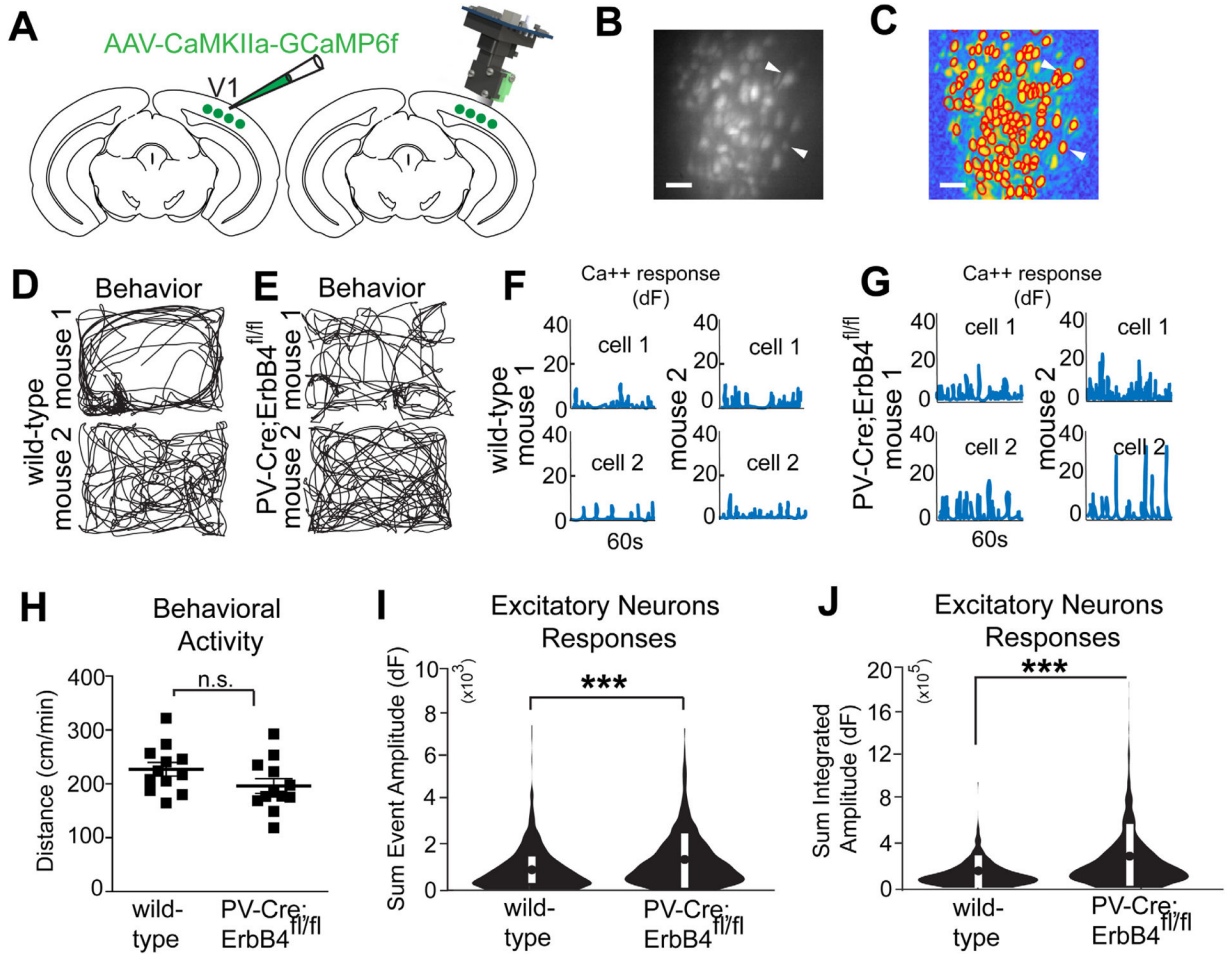 A
AAV-CaMKIIa-GCaMP6f
V1
B
C
D
Behavior
wild-type
mouse 1
mouse 2
E
Behavior
PV-Cre;ErbB4fl/fl
mouse 1
mouse 2
F
Ca++ response
(dF)
wild-type
mouse 1
40
20
0
cell 1
40
20
0
cell 2
60s
mouse 2
40
20
0
cell 1
40
20
0
cell 2
G
Ca++ response
(dF)
PV-Cre;ErbB4fl/fl
mouse 1
40
20
0
cell 1
40
20
0
cell 2
60s
mouse 2
40
20
0
cell 1
40
20
0
cell 2
H
Behavioral
Activity
Distance (cm/min)
400
300
200
100
0
n.s.
wild-
type
PV-Cre;
ErbB4fl/fl
I
Excitatory Neurons
Responses
Sum Event Amplitude (dF)
(x103)
10
8
6
4
2
0
***
wild-
type
PV-Cre;
ErbB4fl/fl
J
Excitatory Neurons
Responses
Sum Integrated
Amplitude (dF)
(x105)
20
16
12
8
4
0
***
wild-
type
PV-Cre;
ErbB4fl/fl